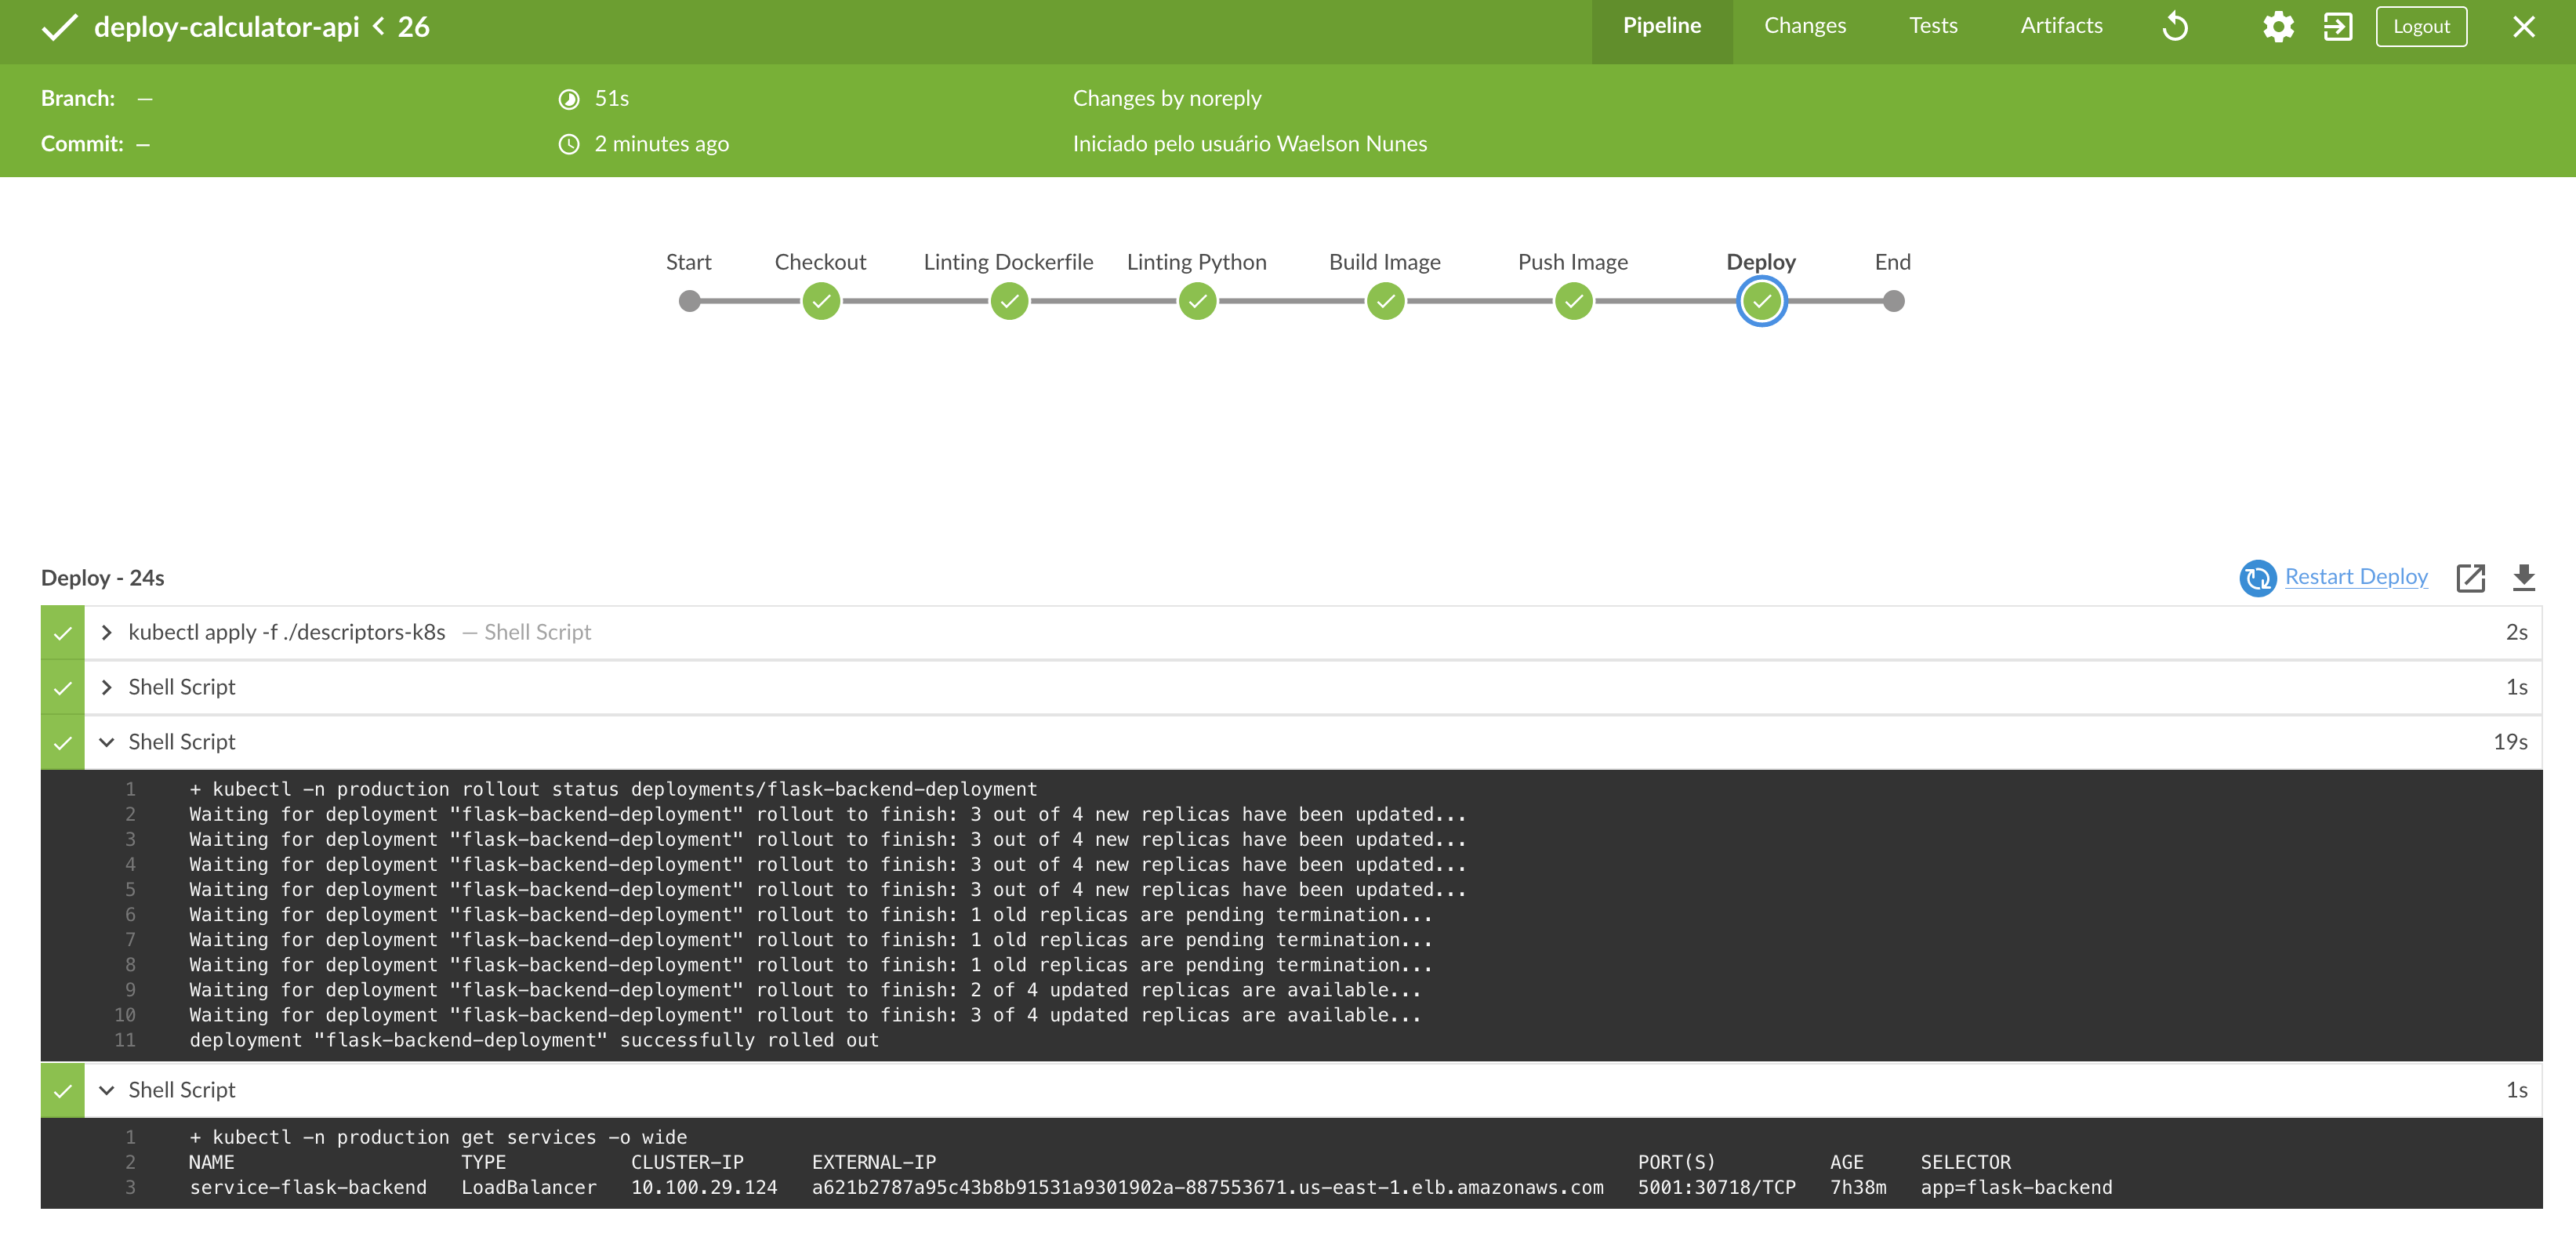 deploy-calculator-api < 26
Pipeline
Changes
Tests
Artifacts
Logout
Branch: —
51s
Changes by noreply
Commit: —
2 minutes ago
Iniciado pelo usuário Waelson Nunes
Start
Checkout
Linting Dockerfile
Linting Python
Build Image
Push Image
Deploy
End
Deploy - 24s
Restart Deploy
kubectl apply -f ./descriptors-k8s — Shell Script 2s
Shell Script 1s
Shell Script 19s
1 + kubectl -n production rollout status deployments/flask-backend-deployment
2 Waiting for deployment "flask-backend-deployment" rollout to finish: 3 out of 4 new replicas have been updated...
3 Waiting for deployment "flask-backend-deployment" rollout to finish: 3 out of 4 new replicas have been updated...
4 Waiting for deployment "flask-backend-deployment" rollout to finish: 3 out of 4 new replicas have been updated...
5 Waiting for deployment "flask-backend-deployment" rollout to finish: 3 out of 4 new replicas have been updated...
6 Waiting for deployment "flask-backend-deployment" rollout to finish: 1 old replicas are pending termination...
7 Waiting for deployment "flask-backend-deployment" rollout to finish: 1 old replicas are pending termination...
8 Waiting for deployment "flask-backend-deployment" rollout to finish: 1 old replicas are pending termination...
9 Waiting for deployment "flask-backend-deployment" rollout to finish: 2 of 4 updated replicas are available...
10 Waiting for deployment "flask-backend-deployment" rollout to finish: 3 of 4 updated replicas are available...
11 deployment "flask-backend-deployment" successfully rolled out
Shell Script 1s
1 + kubectl -n production get services -o wide
2 NAME TYPE CLUSTER-IP EXTERNAL-IP PORT(S) AGE SELECTOR
3 service-flask-backend LoadBalancer 10.100.29.124 a621b2787a95c43b8b91531a9301902a-887553671.us-east-1.elb.amazonaws.com 5001:30718/TCP 7h38m app=flask-backend